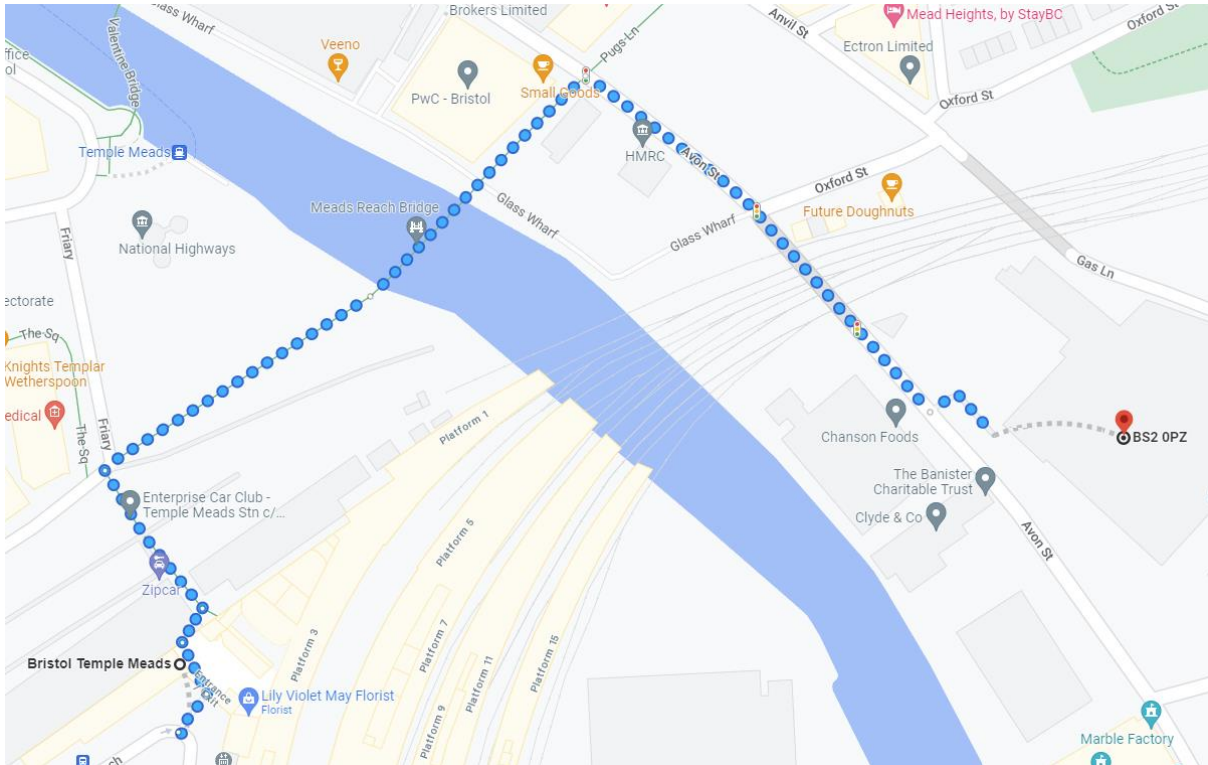 Glass Wharf
Brokers Limited
Anvil St
Mead Heights, by StayBC
Oxford St
Valentine Bridge
Veeno
Pugs Ln
Ectron Limited
ffice
ol
PwC - Bristol
Small Goods
Oxford St
Temple Meads
HMRC
Avon St
Oxford St
Meads Reach Bridge
Glass Wharf
Future Doughnuts
National Highways
Glass Wharf
Friary
Gas Ln
ectorate
The Sq
Knights Templar
Wetherspoon
edical
The Sq
Friary
Platform 1
Chanson Foods
BS2 0PZ
Enterprise Car Club -
Temple Meads Stn c/...
The Banister
Charitable Trust
Clyde & Co
Platform 5
Avon St
Zipcar
Platform 3
Platform 7
Platform 15
Bristol Temple Meads
Platform 11
Entrance
Exit
Lily Violet May Florist
Florist
Platform 9
Marble Factory
ch